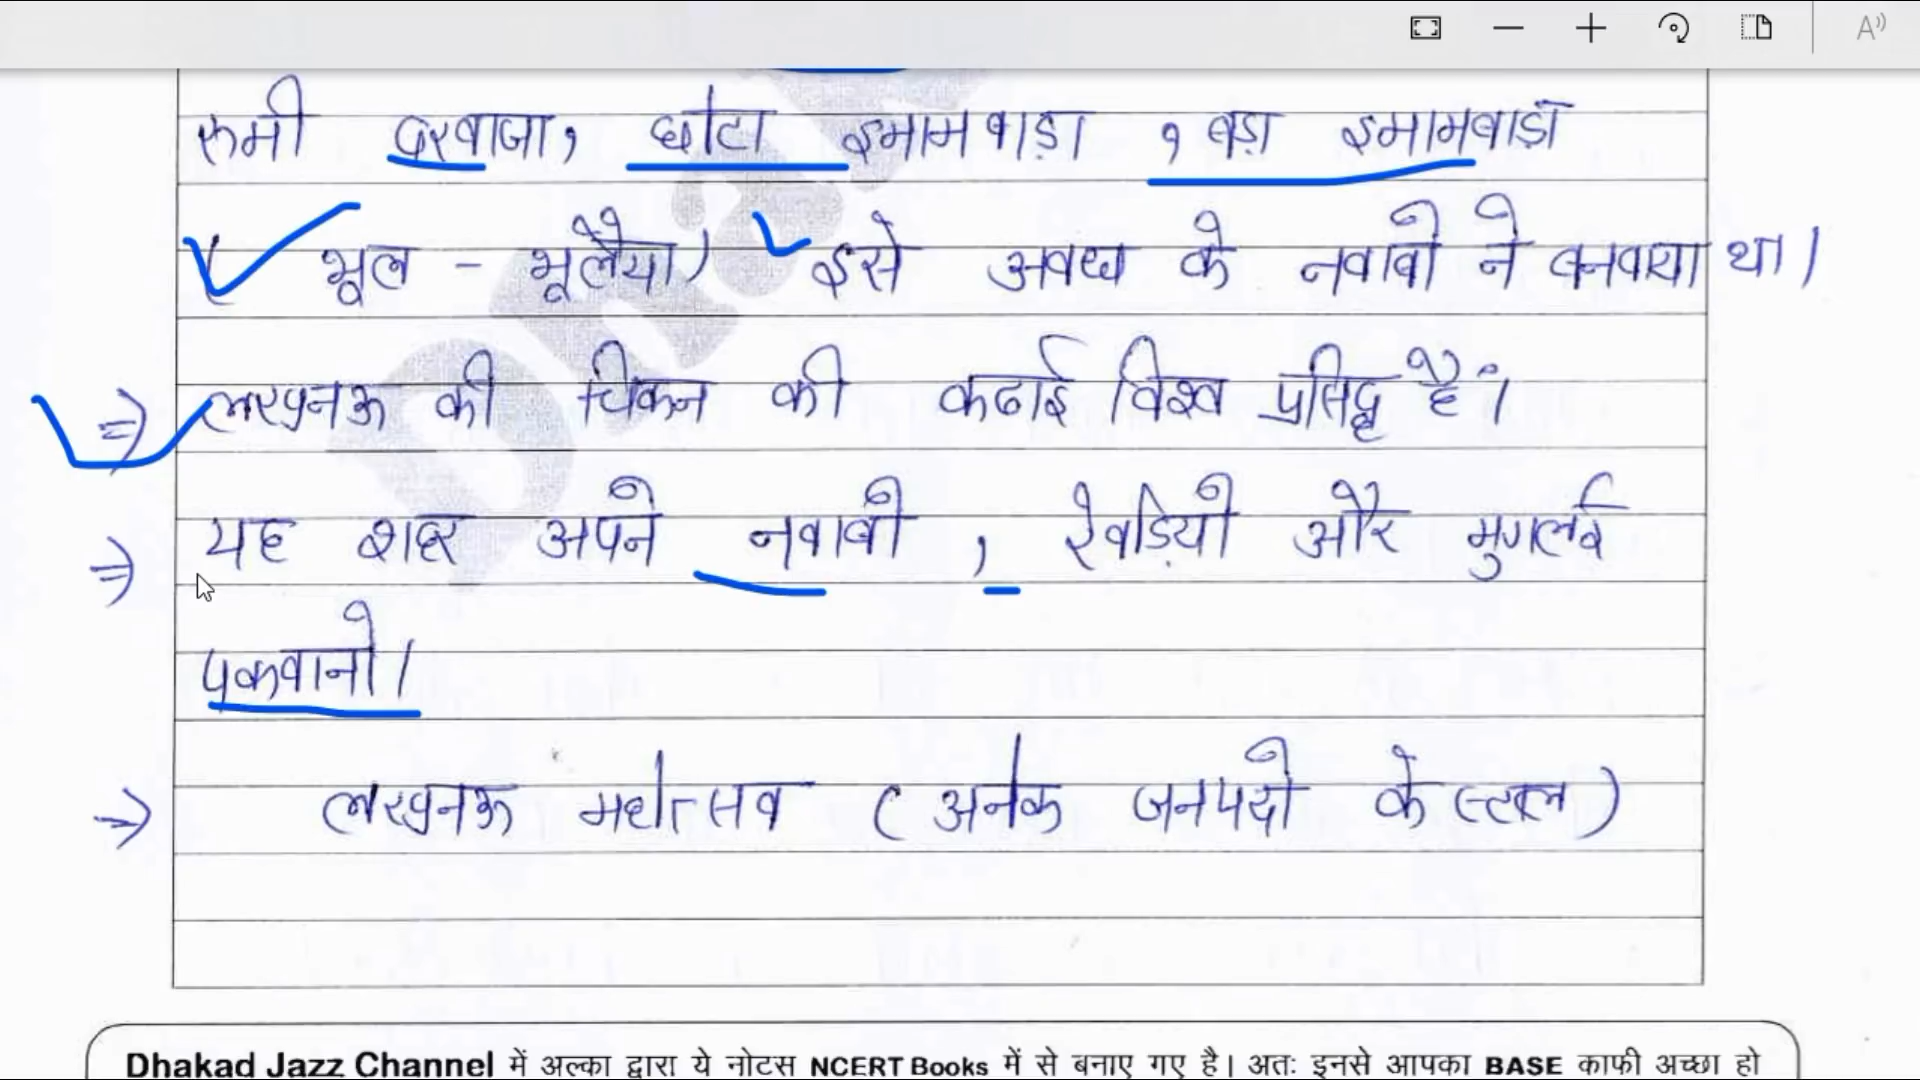 रूमी दरवाजा, छोटा इमामवाड़ा, बड़ा इमामवाड़ा
( भूल - भूलैया) इसे अवध के नवाबो ने बनवाया था।
⇒ लखनऊ की चिकन की कढाई विश्व प्रसिद्ध है।
⇒ यह शहर अपने नवाबो, रेवड़ियो और मुगलई
पकवानो।
⇒ लखनऊ महोत्सव (अनेक जनपदो के स्टाल)
Dhakad Jazz Channel में अल्का द्वारा ये नोटस NCERT Books में से बनाए गए है। अतः इनसे आपका BASE काफी अच्छा हो